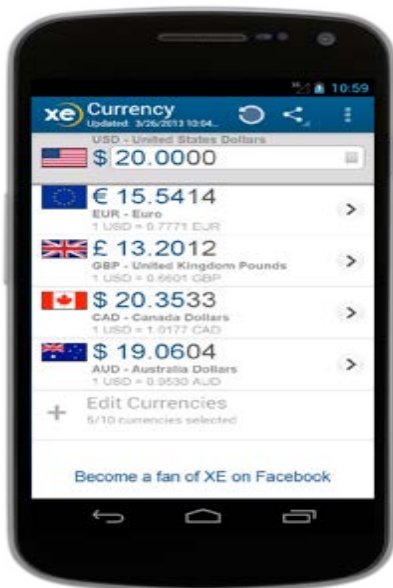 10:59
xe Currency
Updated: 3/26/2013 10:04...
USD - United States Dollars
$ 20.0000
€ 15.5414
EUR - Euro
1 USD = 0.7771 EUR
£ 13.2012
GBP - United Kingdom Pounds
1 USD = 0.6601 GBP
$ 20.3533
CAD - Canada Dollars
1 USD = 1.0177 CAD
$ 19.0604
AUD - Australia Dollars
1 USD = 0.9530 AUD
+ Edit Currencies
5/10 currencies selected
Become a fan of XE on Facebook